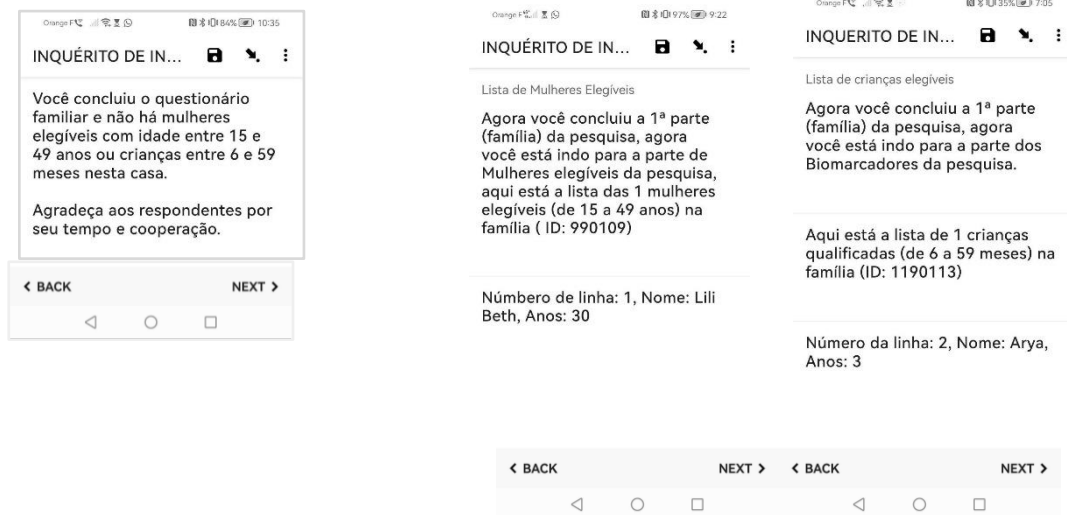 Orange F 84% 10:35
INQUÉRITO DE IN...
Você concluiu o questionário
familiar e não há mulheres
elegíveis com idade entre 15 e
49 anos ou crianças entre 6 e 59
meses nesta casa.
Agradeça aos respondentes por
seu tempo e cooperação.
BACK NEXT
Orange F 97% 9:22
INQUÉRITO DE IN...
Lista de Mulheres Elegíveis
Agora você concluiu a 1ª parte
(família) da pesquisa, agora
você está indo para a parte de
Mulheres elegíveis da pesquisa,
aqui está a lista das 1 mulheres
elegíveis (de 15 a 49 anos) na
família ( ID: 990109)
Númbero de linha: 1, Nome: Lili
Beth, Anos: 30
BACK NEXT
Orange F 35% 7:05
INQUERITO DE IN...
Lista de crianças elegíveis
Agora você concluiu a 1ª parte
(família) da pesquisa, agora
você está indo para a parte dos
Biomarcadores da pesquisa.
Aqui está a lista de 1 crianças
qualificadas (de 6 a 59 meses) na
família (ID: 1190113)
Número da linha: 2, Nome: Arya,
Anos: 3
BACK NEXT